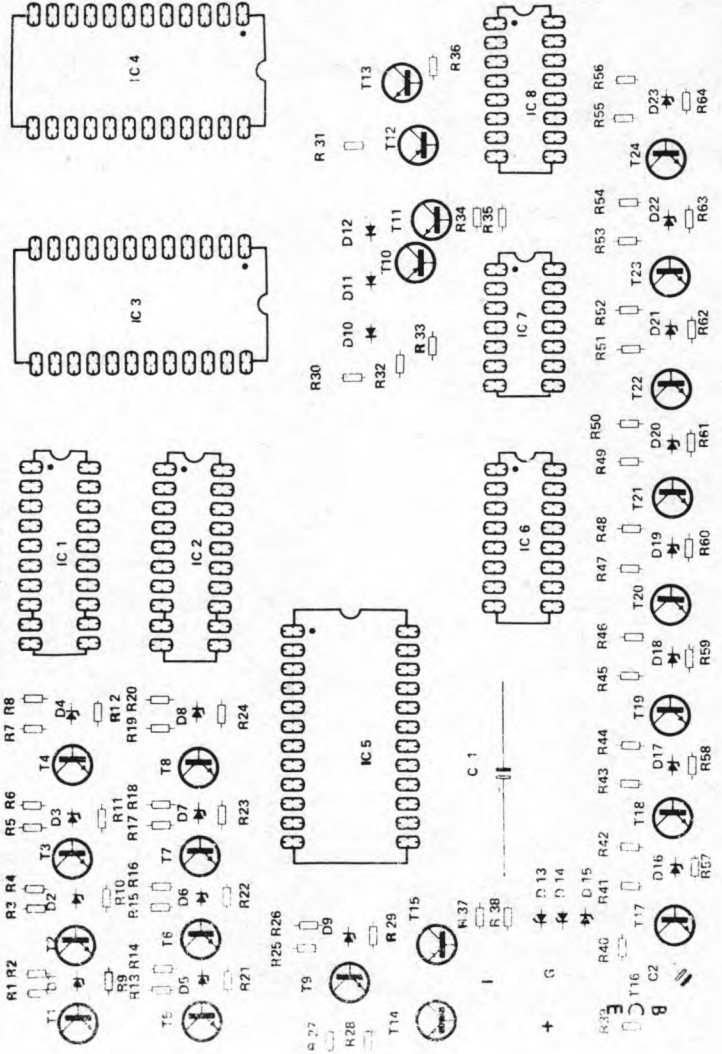 IC 4
IC 3
IC 1
IC 2
IC 5
IC 6
IC 7
IC 8
R 31
T13
R36
T12
D12
D11
D10
T11
T10
R34
R35
R33
R32
R30
R1 R2
R3 R4
R5 R6
R7 R8
D1
D2
D3
D4
T1
T2
T3
T4
R9
R10
R11
R12
R13 R14
R15 R16
R17 R18
R19 R20
D5
D6
D7
D8
T5
T6
T7
T8
R21
R22
R23
R24
R25 R26
D9
T9
R 29
R 27
R28
T14
T15
R37
R 38
D 13
D 14
D 15
C 1
+
G
–
R39
T16
E
C
B
C2
R40
T17
R41
R42
D16
R57
T18
R43
R44
D17
R58
T19
R45
R46
D18
R59
T20
R47
R48
D19
R60
T21
R49
R50
D20
R61
T22
R51
R52
D21
R62
T23
R53
R54
D22
R63
T24
R55
R56
D23
R64